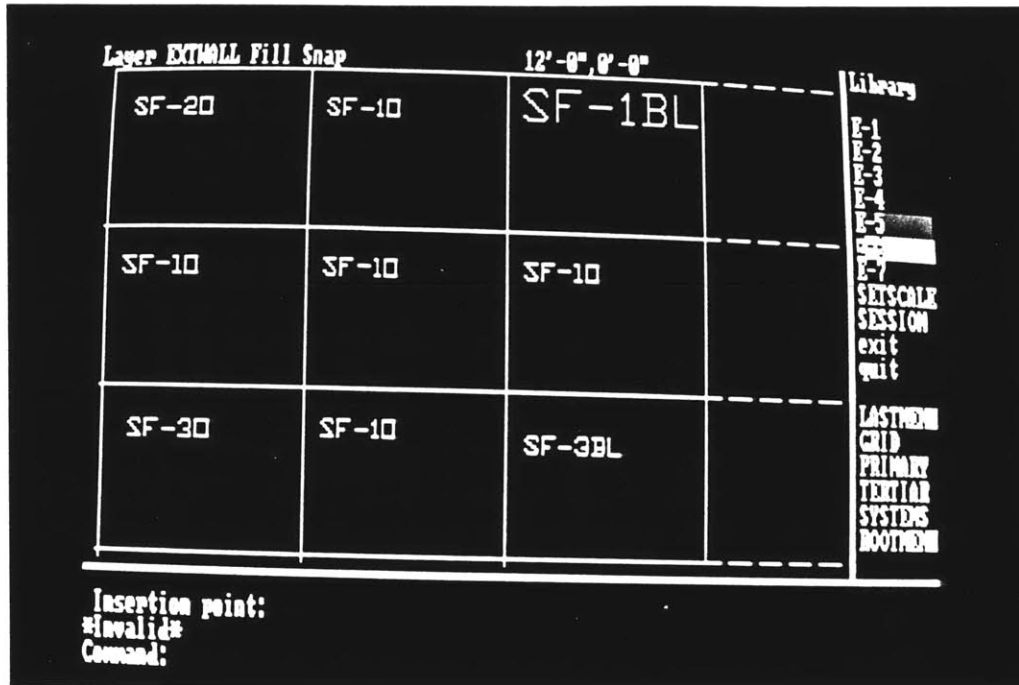 Layer EXTWALL Fill Snap 12'-0",0'-0"
SF-20 SF-10 SF-1BL
SF-10 SF-10 SF-10
SF-30 SF-10 SF-3BL
Library
E-1
E-2
E-3
E-4
E-5
E-7
SETSCALE
SESSION
exit
quit
LASTMENU
GRID
PRIMARY
TERTIAR
SYSTEMS
ROOTMENU
Insertion point:
*Invalid*
Command: